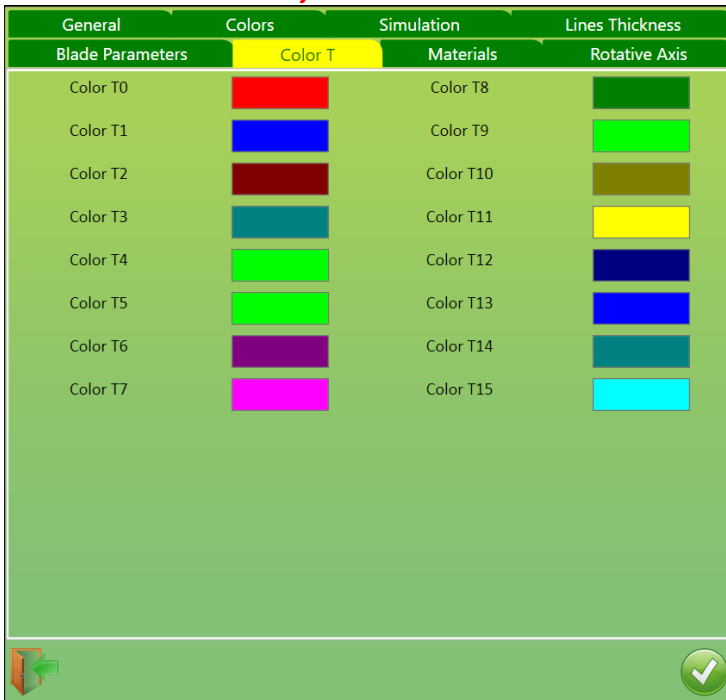 General Colors Simulation Lines Thickness
Blade Parameters Color T Materials Rotative Axis
Color T0 Color T8
Color T1 Color T9
Color T2 Color T10
Color T3 Color T11
Color T4 Color T12
Color T5 Color T13
Color T6 Color T14
Color T7 Color T15